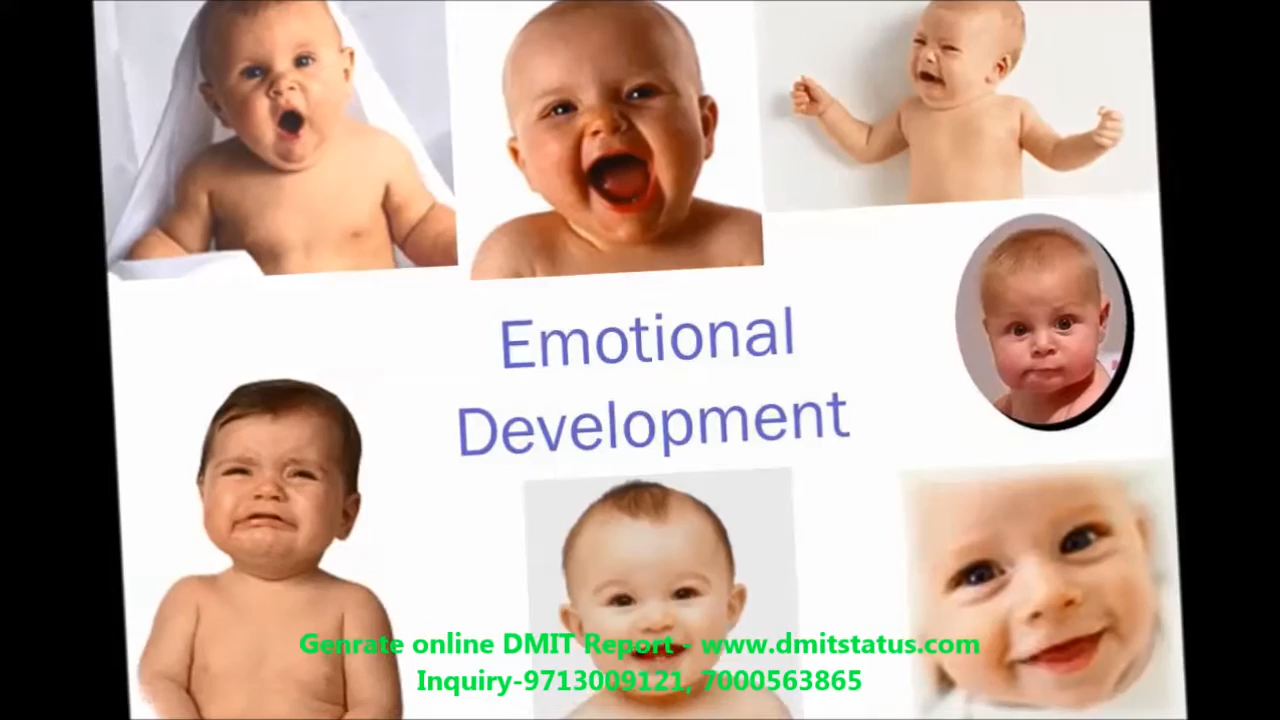 Emotional
Development
Genrate online DMIT Report - www.dmitstatus.com
Inquiry-9713009121, 7000563865